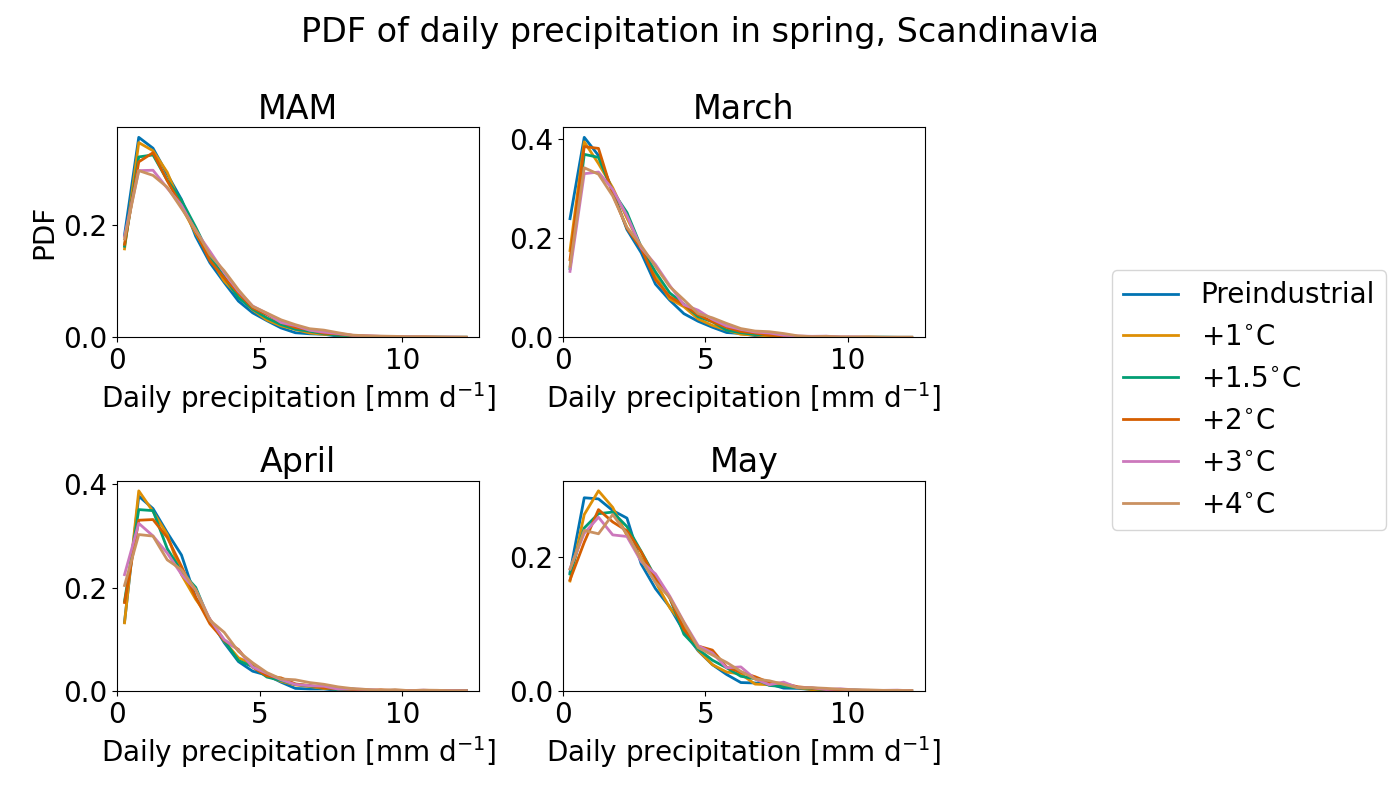 PDF of daily precipitation in spring, Scandinavia
MAM
March
PDF
0.2
0.0
0 5 10
Daily precipitation [mm d⁻¹]
0.4
0.2
0.0
0 5 10
Daily precipitation [mm d⁻¹]
April
May
0.4
0.2
0.0
0 5 10
Daily precipitation [mm d⁻¹]
0.2
0.0
0 5 10
Daily precipitation [mm d⁻¹]
Preindustrial
+1°C
+1.5°C
+2°C
+3°C
+4°C